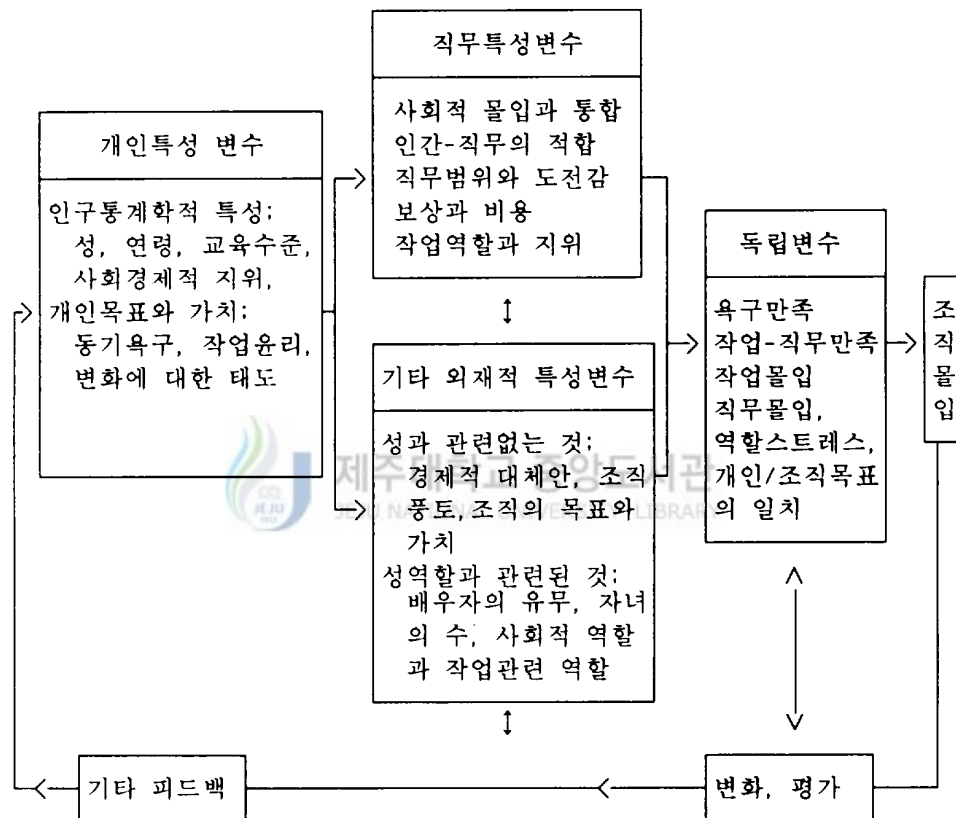 직무특성변수
사회적 몰입과 통합
인간-직무의 적합
직무범위와 도전감
보상과 비용
작업역할과 지위
개인특성 변수
인구통계학적 특성;
성, 연령, 교육수준,
사회경제적 지위,
개인목표와 가치;
동기욕구, 작업윤리,
변화에 대한 태도
기타 외재적 특성변수
성과 관련없는 것;
경제적 대체안, 조직
풍토,조직의 목표와
가치
성역할과 관련된 것:
배우자의 유무, 자녀
의 수, 사회적 역할
과 작업관련 역할
독립변수
욕구만족
작업-직무만족
작업몰입
직무몰입,
역할스트레스,
개인/조직목표
의 일치
조
직
몰
입
기타 피드백
변화, 평가
제주대학교 중앙도서관
JEJU NATIONAL UNIVERSITY LIBRARY
JEJU
1952